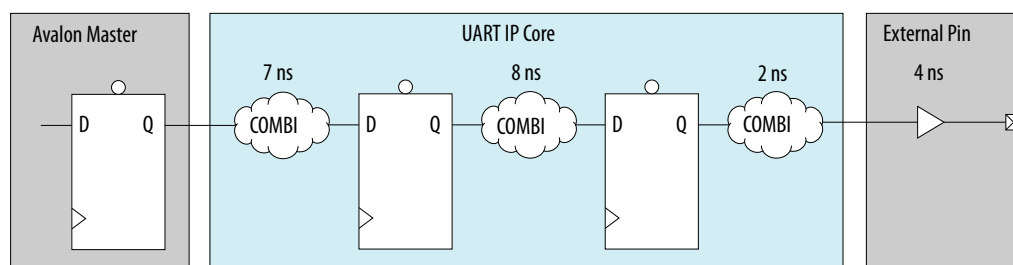 Avalon Master
UART IP Core
External Pin
7 ns
8 ns
2 ns
4 ns
D Q
COMBI
D Q
COMBI
D Q
COMBI